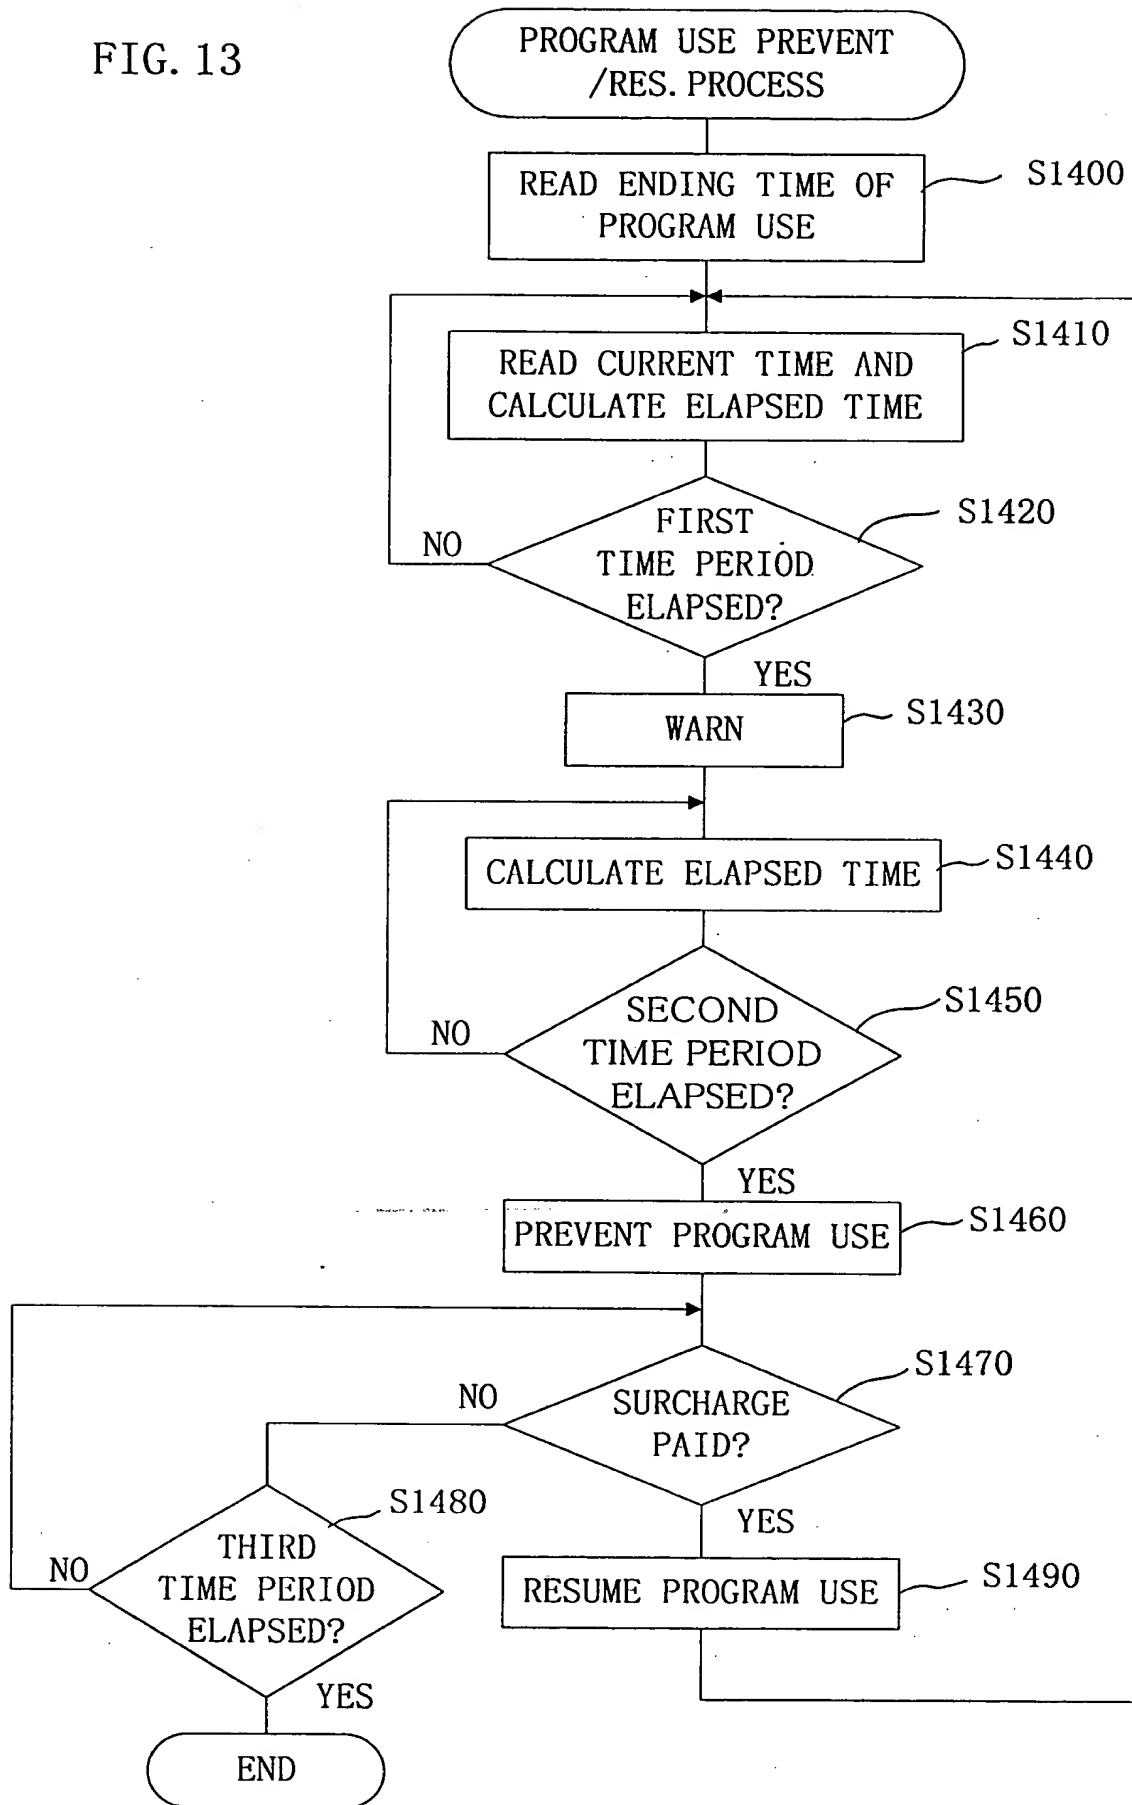 FIG. 13
PROGRAM USE PREVENT
/RES. PROCESS
READ ENDING TIME OF
PROGRAM USE
S1400
READ CURRENT TIME AND
CALCULATE ELAPSED TIME
S1410
FIRST
TIME PERIOD
ELAPSED?
S1420
NO
YES
WARN
S1430
CALCULATE ELAPSED TIME
S1440
SECOND
TIME PERIOD
ELAPSED?
S1450
NO
YES
PREVENT PROGRAM USE
S1460
SURCHARGE
PAID?
S1470
NO
YES
THIRD
TIME PERIOD
ELAPSED?
S1480
NO
YES
RESUME PROGRAM USE
S1490
END